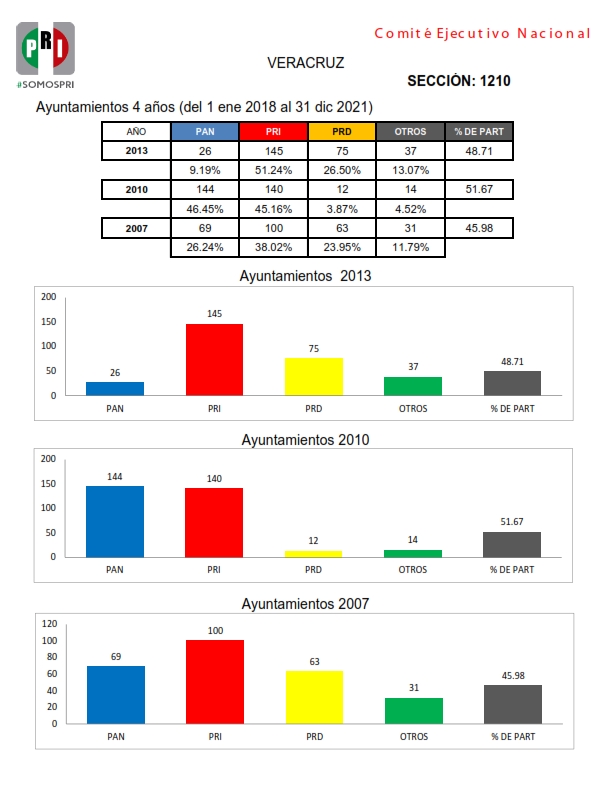 Comité Ejecutivo Nacional
PRI
#SOMOSPRI
VERACRUZ
SECCIÓN: 1210
Ayuntamientos 4 años (del 1 ene 2018 al 31 dic 2021)
AÑO PAN PRI PRD OTROS % DE PART
2013 26 145 75 37 48.71
9.19% 51.24% 26.50% 13.07%
2010 144 140 12 14 51.67
46.45% 45.16% 3.87% 4.52%
2007 69 100 63 31 45.98
26.24% 38.02% 23.95% 11.79%
Ayuntamientos 2013
200
150
100
50
0
26 145 75 37 48.71
PAN PRI PRD OTROS % DE PART
Ayuntamientos 2010
200
150
100
50
0
144 140 12 14 51.67
PAN PRI PRD OTROS % DE PART
Ayuntamientos 2007
120
100
80
60
40
20
0
69 100 63 31 45.98
PAN PRI PRD OTROS % DE PART